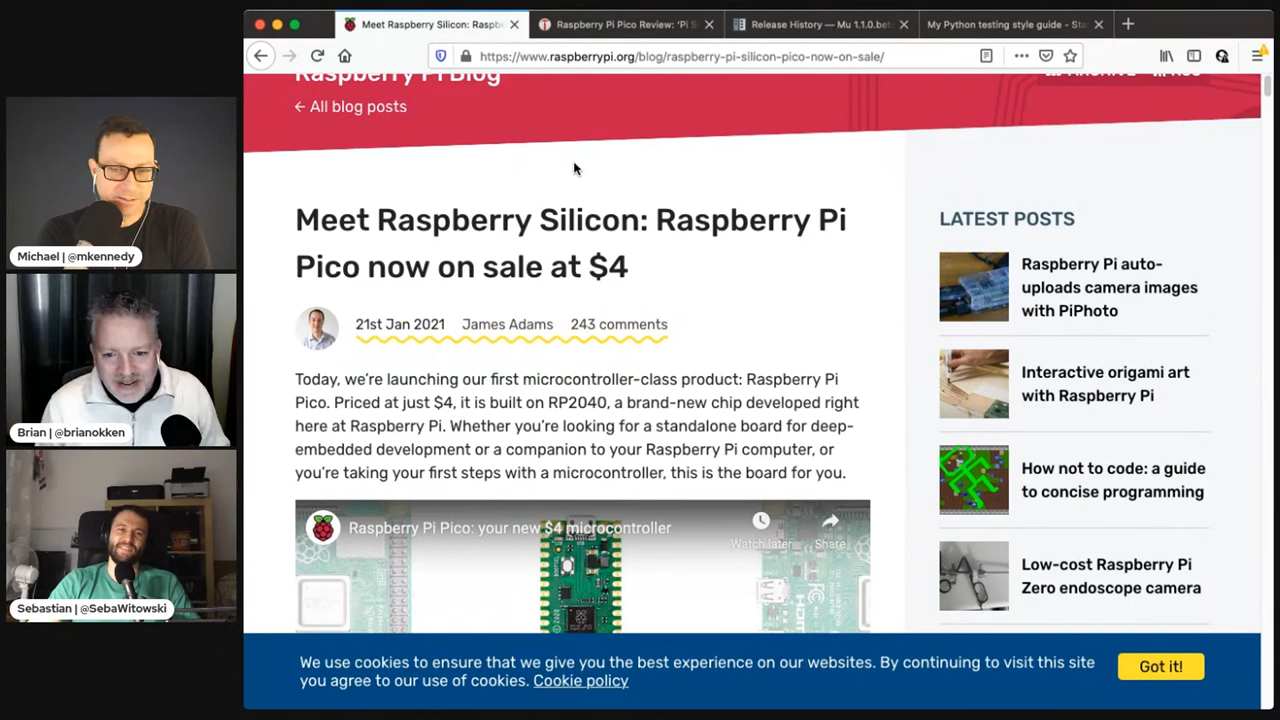 Meet Raspberry Silicon: Raspb
Raspberry Pi Pico Review: 'Pi S
Release History — Mu 1.1.0.be
My Python testing style guide - St
https://www.raspberrypi.org/blog/raspberry-pi-silicon-pico-now-on-sale/
Raspberry Pi Blog
ARCHIVE
RSS
← All blog posts
Meet Raspberry Silicon: Raspberry Pi
Pico now on sale at $4
21st Jan 2021 James Adams 243 comments
Today, we're launching our first microcontroller-class product: Raspberry Pi
Pico. Priced at just $4, it is built on RP2040, a brand-new chip developed right
here at Raspberry Pi. Whether you're looking for a standalone board for deep-
embedded development or a companion to your Raspberry Pi computer, or
you're taking your first steps with a microcontroller, this is the board for you.
Raspberry Pi Pico: your new $4 microcontroller
Watch later
Share
LATEST POSTS
Raspberry Pi auto-
uploads camera images
with PiPhoto
Interactive origami art
with Raspberry Pi
How not to code: a guide
to concise programming
Low-cost Raspberry Pi
Zero endoscope camera
We use cookies to ensure that we give you the best experience on our websites. By continuing to visit this site
you agree to our use of cookies. Cookie policy
Got it!
Michael | @mkennedy
Brian | @brianokken
Sebastian | @SebaWitowski